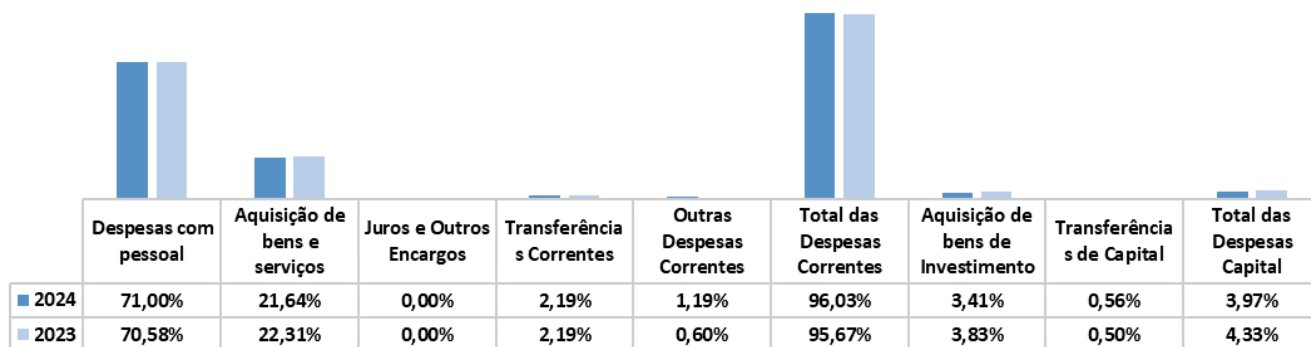 Despesas com
pessoal
Aquisição de
bens e
serviços
Juros e Outros
Encargos
Transferência
s Correntes
Outras
Despesas
Correntes
Total das
Despesas
Correntes
Aquisição de
bens de
Investimento
Transferência
s de Capital
Total das
Despesas
Capital
2024 71,00% 21,64% 0,00% 2,19% 1,19% 96,03% 3,41% 0,56% 3,97%
2023 70,58% 22,31% 0,00% 2,19% 0,60% 95,67% 3,83% 0,50% 4,33%